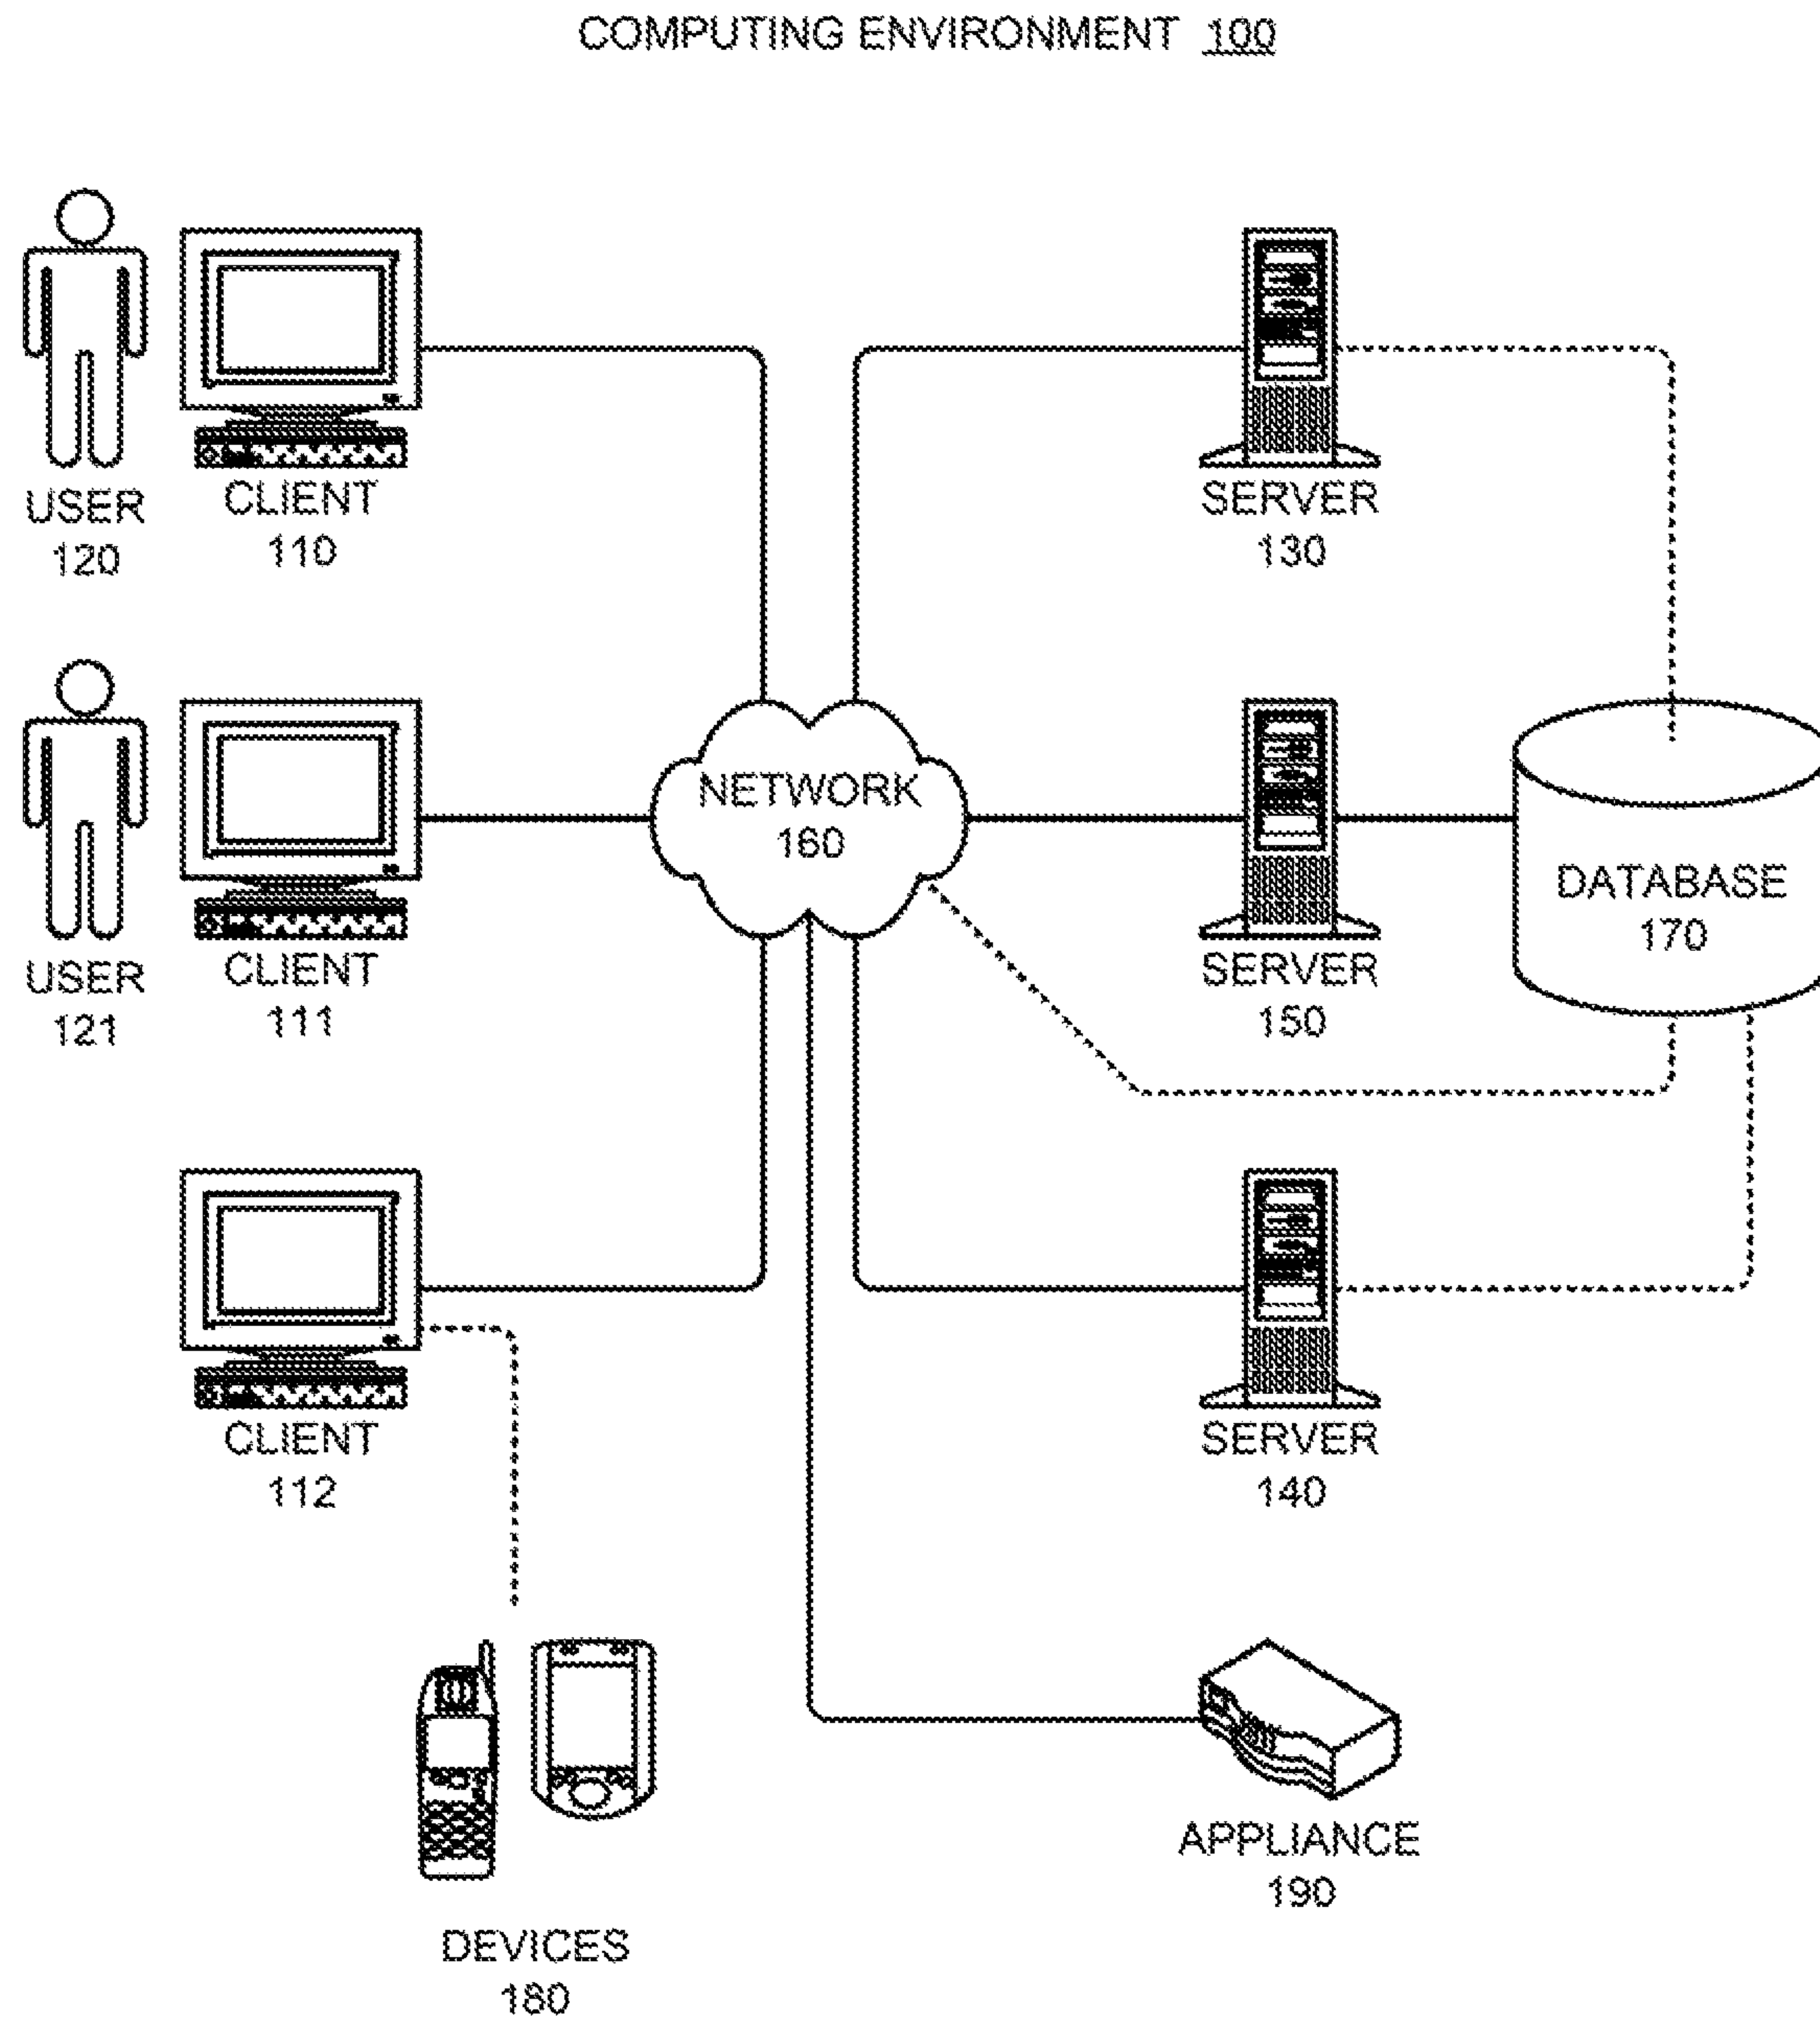 COMPUTING ENVIRONMENT 100
USER
120
CLIENT
110
SERVER
130
USER
121
CLIENT
111
NETWORK
160
SERVER
150
DATABASE
170
CLIENT
112
SERVER
140
DEVICES
180
APPLIANCE
190